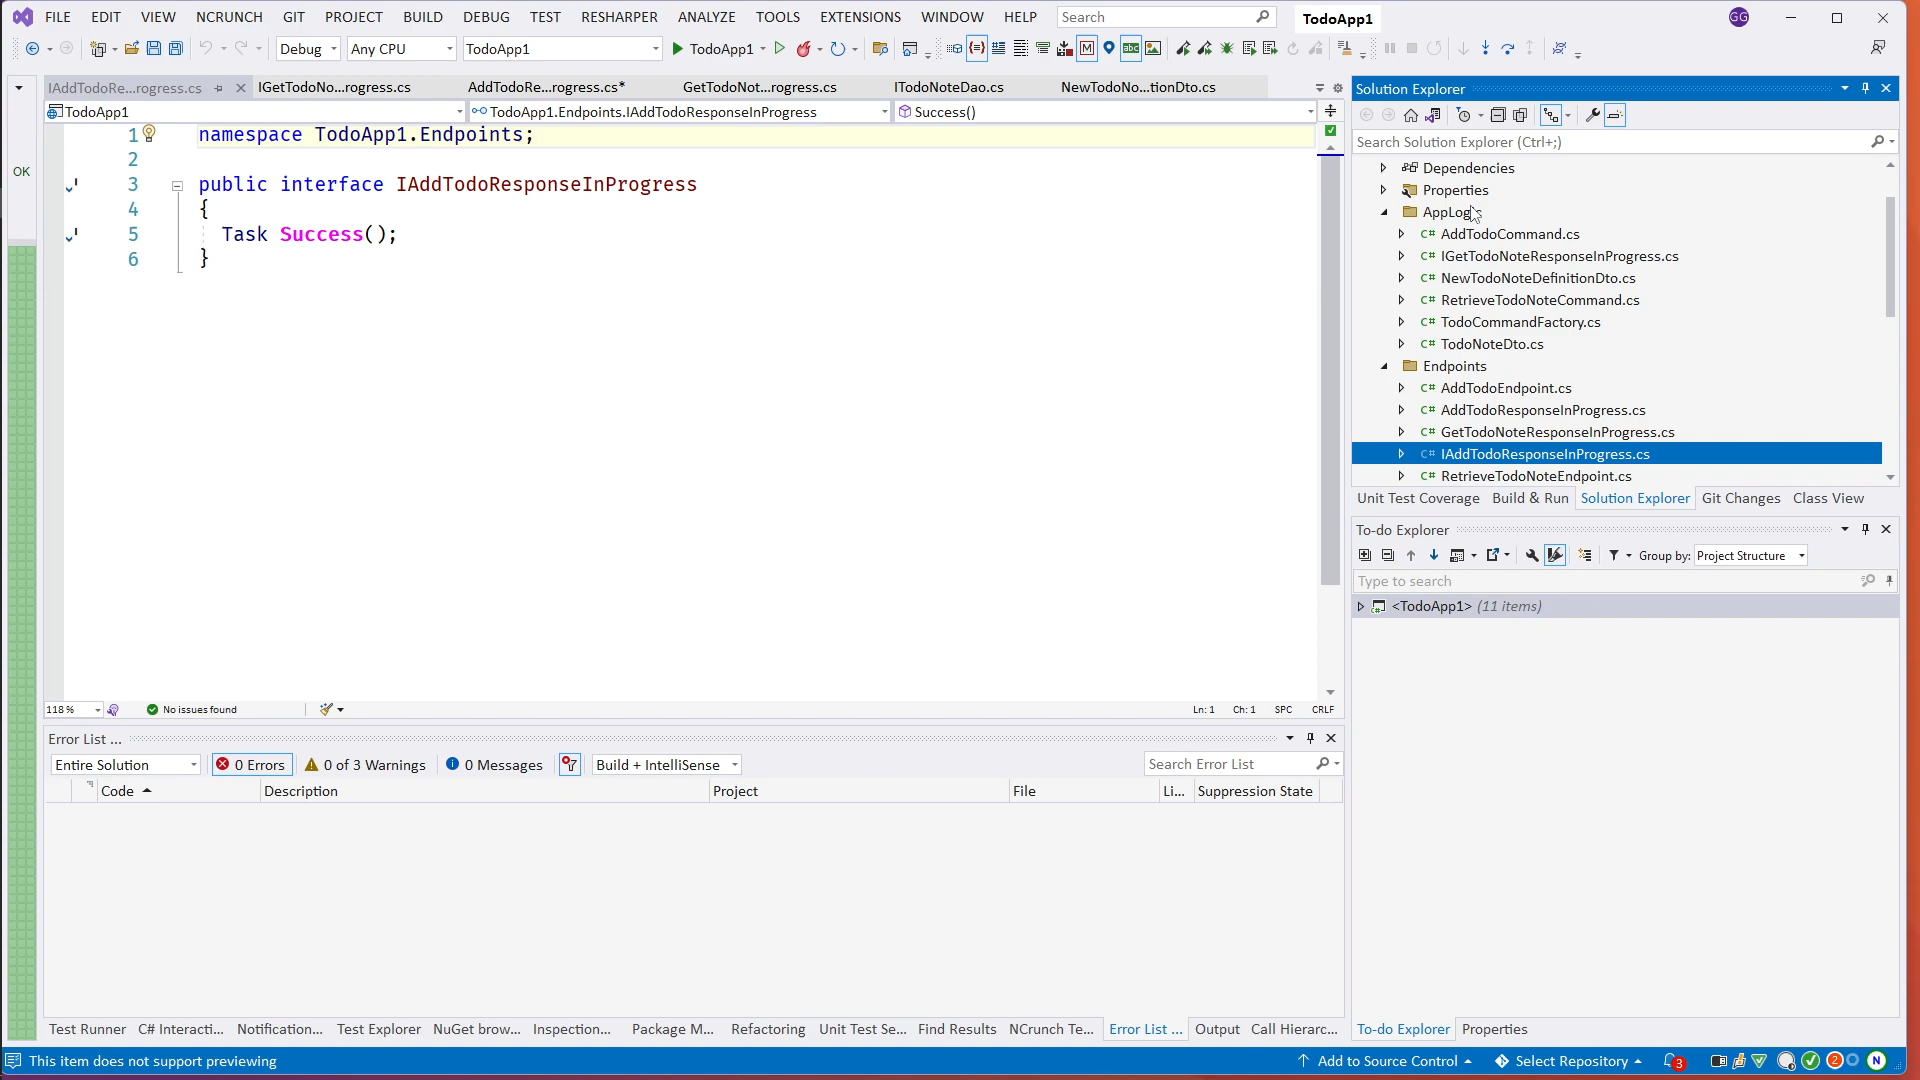 FILE EDIT VIEW NCRUNCH GIT PROJECT BUILD DEBUG TEST RESHARPER ANALYZE TOOLS EXTENSIONS WINDOW HELP Search TodoApp1 GG
Debug Any CPU TodoApp1 TodoApp1
IAddTodoRe...rogress.cs IGetTodoNo...rogress.cs AddTodoRe...rogress.cs* GetTodoNot...rogress.cs ITodoNoteDao.cs NewTodoNo...tionDto.cs
TodoApp1 TodoApp1.Endpoints.IAddTodoResponseInProgress Success()
OK
1 namespace TodoApp1.Endpoints;
2
3 public interface IAddTodoResponseInProgress
4 {
5 Task Success();
6 }
118 % No issues found Ln: 1 Ch: 1 SPC CRLF
Error List ...
Entire Solution 0 Errors 0 of 3 Warnings 0 Messages Build + IntelliSense Search Error List
Code Description Project File Li... Suppression State
Test Runner C# Interacti... Notification... Test Explorer NuGet brow... Inspection... Package M... Refactoring Unit Test Se... Find Results NCrunch Te... Error List ... Output Call Hierarc...
Solution Explorer
Search Solution Explorer (Ctrl+;)
Dependencies
Properties
AppLogic
AddTodoCommand.cs
IGetTodoNoteResponseInProgress.cs
NewTodoNoteDefinitionDto.cs
RetrieveTodoNoteCommand.cs
TodoCommandFactory.cs
TodoNoteDto.cs
Endpoints
AddTodoEndpoint.cs
AddTodoResponseInProgress.cs
GetTodoNoteResponseInProgress.cs
IAddTodoResponseInProgress.cs
RetrieveTodoNoteEndpoint.cs
Unit Test Coverage Build & Run Solution Explorer Git Changes Class View
To-do Explorer
Group by: Project Structure
Type to search
<TodoApp1> (11 items)
To-do Explorer Properties
This item does not support previewing Add to Source Control Select Repository 3 2 N